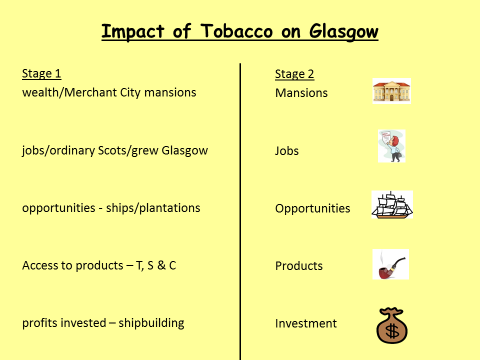 Impact of Tobacco on Glasgow
Stage 1
wealth/Merchant City mansions
jobs/ordinary Scots/grew Glasgow
opportunities - ships/plantations
Access to products – T, S & C
profits invested – shipbuilding
Stage 2
Mansions
Jobs
Opportunities
Products
Investment
$